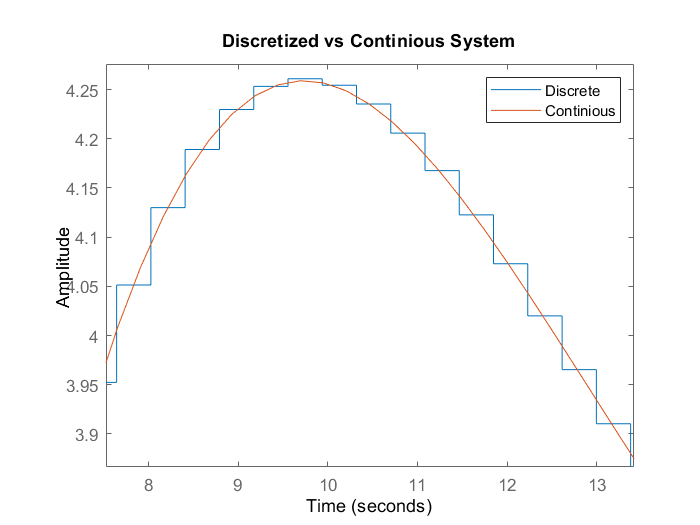 Discretized vs Continious System
Discrete
Continious
4.25
4.2
4.15
4.1
4.05
4
3.95
3.9
Amplitude
8 9 10 11 12 13
Time (seconds)